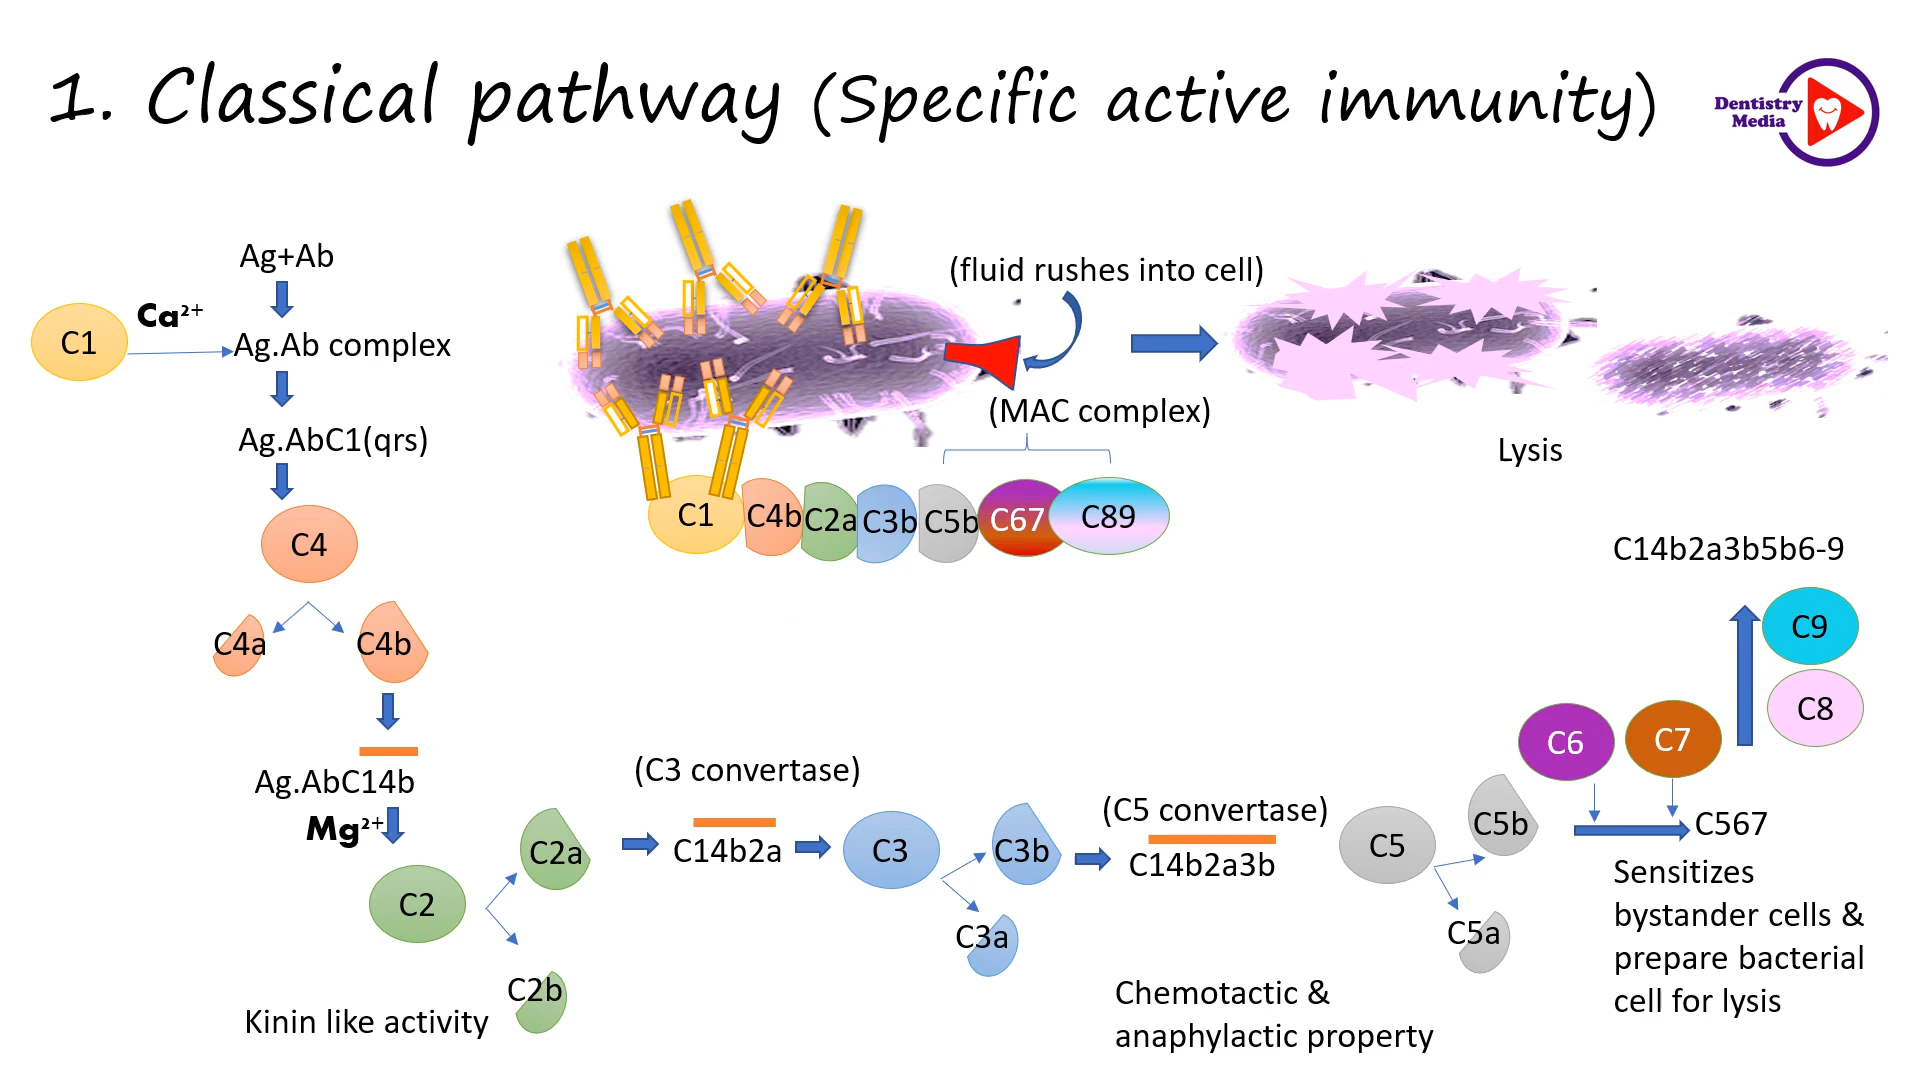 1. Classical pathway (Specific active immunity)
Dentistry
Media
Ag+Ab
C1
Ca²⁺
Ag.Ab complex
Ag.AbC1(qrs)
C4
C4a
C4b
Ag.AbC14b
Mg²⁺
C2
C2a
C2b
Kinin like activity
(C3 convertase)
C14b2a
C3
C3b
C3a
(C5 convertase)
C14b2a3b
C5
C5b
C5a
Chemotactic &
anaphylactic property
C6
C7
C567
Sensitizes
bystander cells &
prepare bacterial
cell for lysis
C8
C9
C14b2a3b5b6-9
(fluid rushes into cell)
(MAC complex)
C1
C4b
C2a
C3b
C5b
C67
C89
Lysis